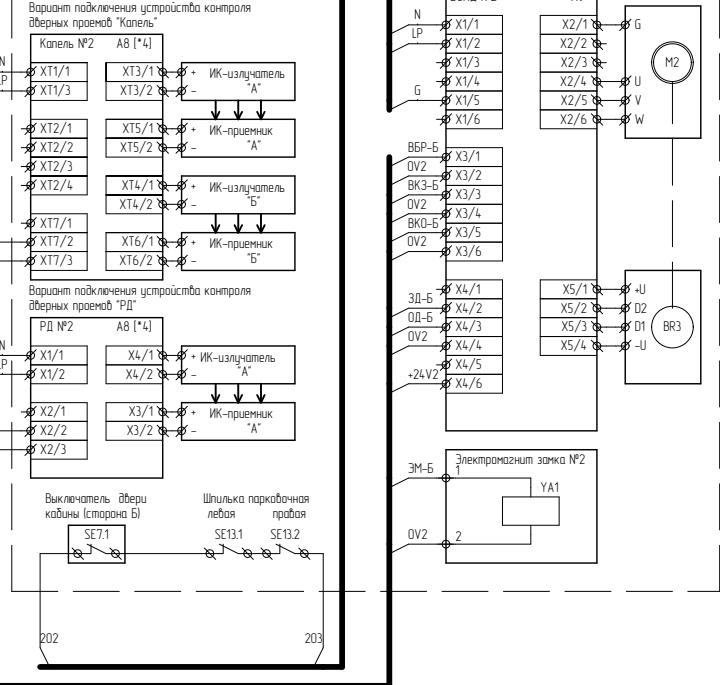 Вариант подключения устройства контроля
дверных проемов "Капель"
Капель №2 A8 [*4]
N
LP
XT1/1 XT3/1 + ИК-излучатель
XT1/3 XT3/2 – "А"
XT2/1 XT5/1 + ИК-приемник
XT2/2 XT5/2 – "А"
XT2/3
XT2/4 XT4/1 + ИК-излучатель
XT4/2 – "Б"
XT7/1
XT7/2 XT6/1 + ИК-приемник
XT7/3 XT6/2 – "Б"
Вариант подключения устройства контроля
дверных проемов "РД"
РД №2 A8 [*4]
N
LP
X1/1 X4/1 + ИК-излучатель
X1/2 X4/2 – "А"
X2/1 X3/1 + ИК-приемник
X2/2 X3/2 – "А"
X2/3
Выключатель двери
кабины (сторона Б)
SE7.1
Шпилька парковочная
левая правая
SE13.1 SE13.2
202 203
N X1/1 X2/1 G
LP X1/2 X2/2
X1/3 X2/3
X1/4 X2/4 U
G X1/5 X2/5 V
X1/6 X2/6 W
M2
ВБР-Б X3/1
0V2 X3/2
ВКЗ-Б X3/3
0V2 X3/4
ВКО-Б X3/5
0V2 X3/6
X4/1 X5/1 +U
ЗД-Б X4/2 X5/2 D2
ОД-Б X4/3 X5/3 D1
0V2 X4/4 X5/4 –U
X4/5
+24V2 X4/6
BR3
Электромагнит замка №2
ЭМ-Б 1
YA1
0V2 2